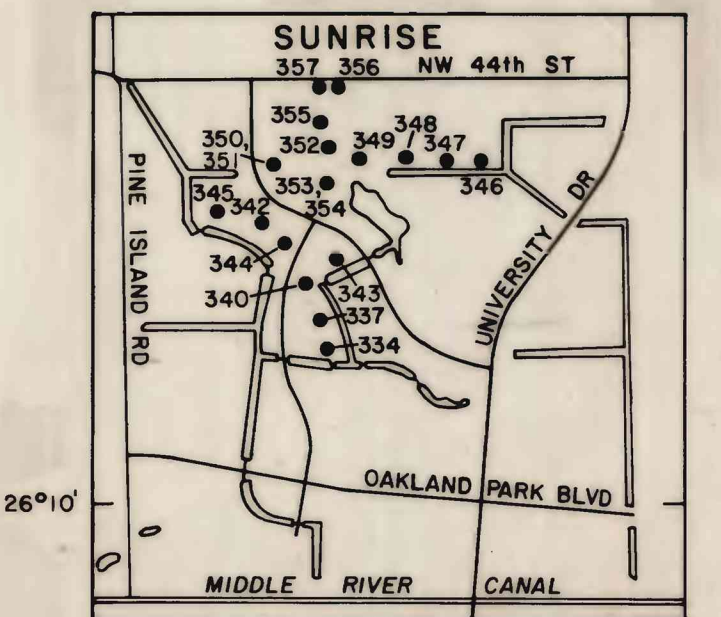 SUNRISE
357 356 NW 44th ST
355
348
350, 352 349 347
351
346
353,
354
345 342
PINE ISLAND RD
UNIVERSITY DR
344
343
340
337
334
OAKLAND PARK BLVD
26°10'
MIDDLE RIVER CANAL